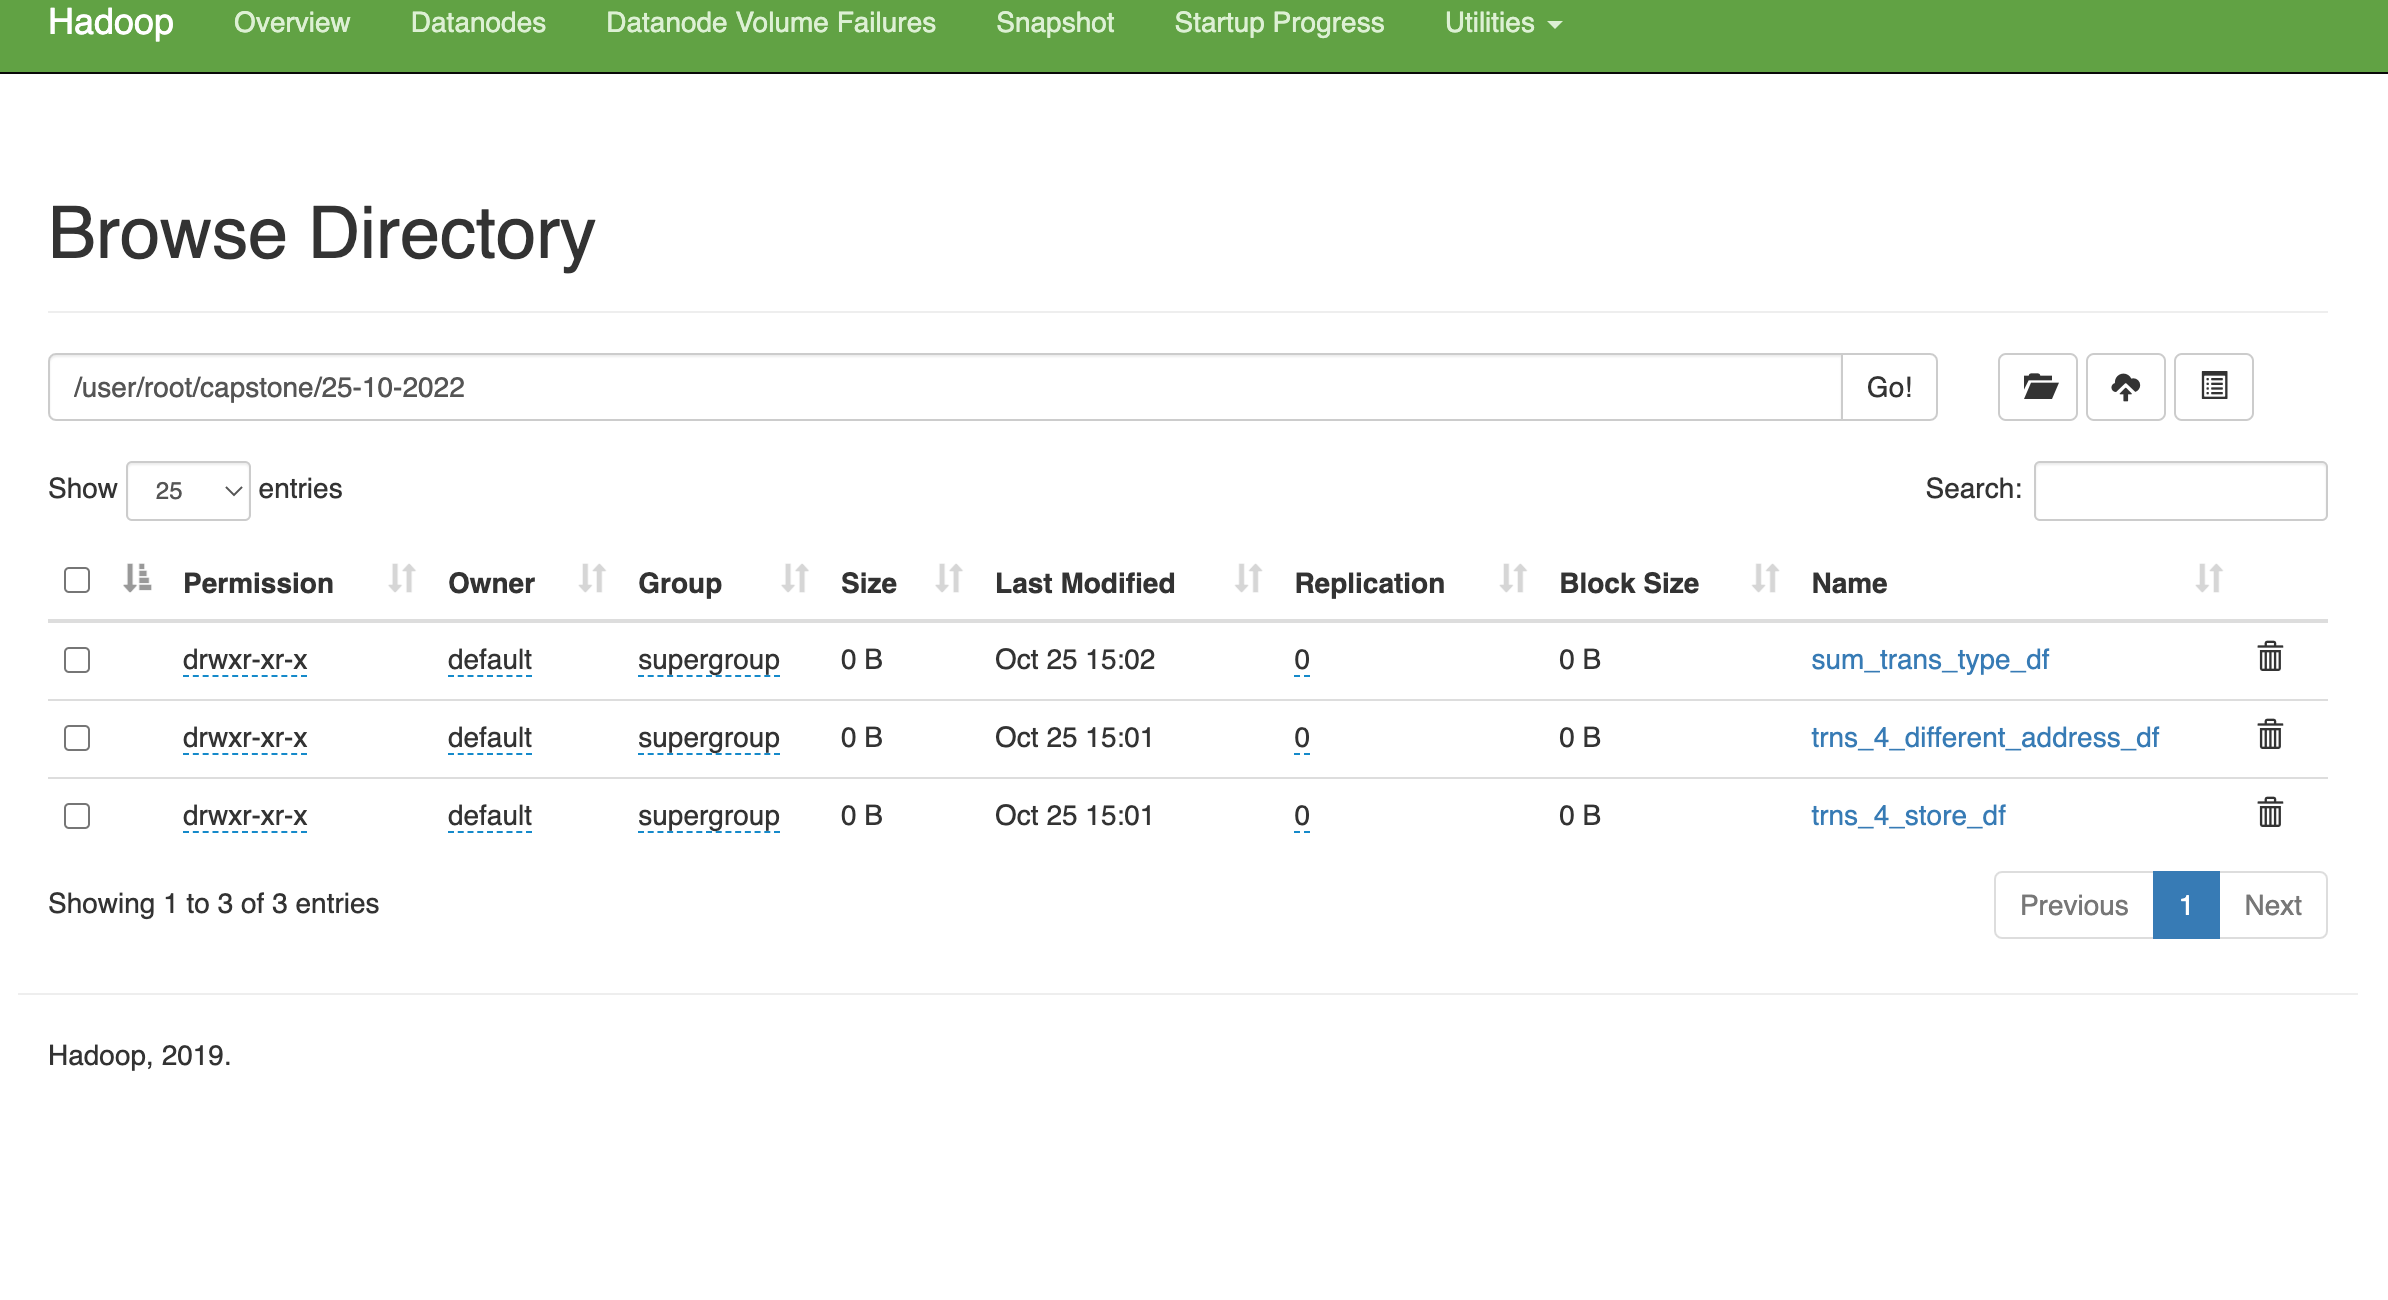 Hadoop Overview Datanodes Datanode Volume Failures Snapshot Startup Progress Utilities
Browse Directory
/user/root/capstone/25-10-2022 Go!
Show 25 entries Search:
Permission Owner Group Size Last Modified Replication Block Size Name
drwxr-xr-x default supergroup 0 B Oct 25 15:02 0 0 B sum_trans_type_df
drwxr-xr-x default supergroup 0 B Oct 25 15:01 0 0 B trns_4_different_address_df
drwxr-xr-x default supergroup 0 B Oct 25 15:01 0 0 B trns_4_store_df
Showing 1 to 3 of 3 entries Previous 1 Next
Hadoop, 2019.